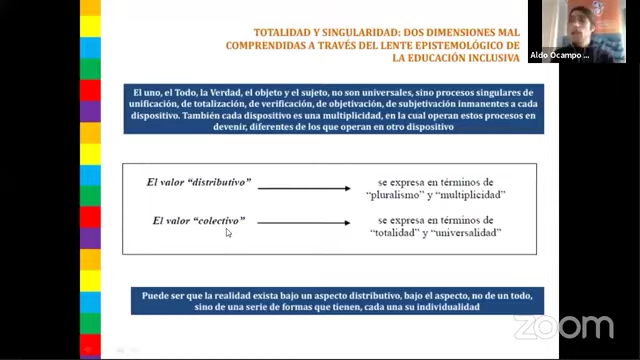 TOTALIDAD Y SINGULARIDAD: DOS DIMENSIONES MAL
COMPRENDIDAS A TRAVÉS DEL LENTE EPISTEMOLÓGICO DE
LA EDUCACIÓN INCLUSIVA
Aldo Ocampo ...
El uno, el Todo, la Verdad, el objeto y el sujeto, no son universales, sino procesos singulares de
unificación, de totalización, de verificación, de objetivación, de subjetivación inmanentes a cada
dispositivo. También cada dispositivo es una multiplicidad, en la cual operan estos procesos en
devenir, diferentes de los que operan en otro dispositivo
El valor "distributivo"
se expresa en términos de
"pluralismo" y "multiplicidad"
El valor "colectivo"
se expresa en términos de
"totalidad" y "universalidad"
Puede ser que la realidad exista bajo un aspecto distributivo, bajo el aspecto, no de un todo,
sino de una serie de formas que tienen, cada una su individualidad
zoom